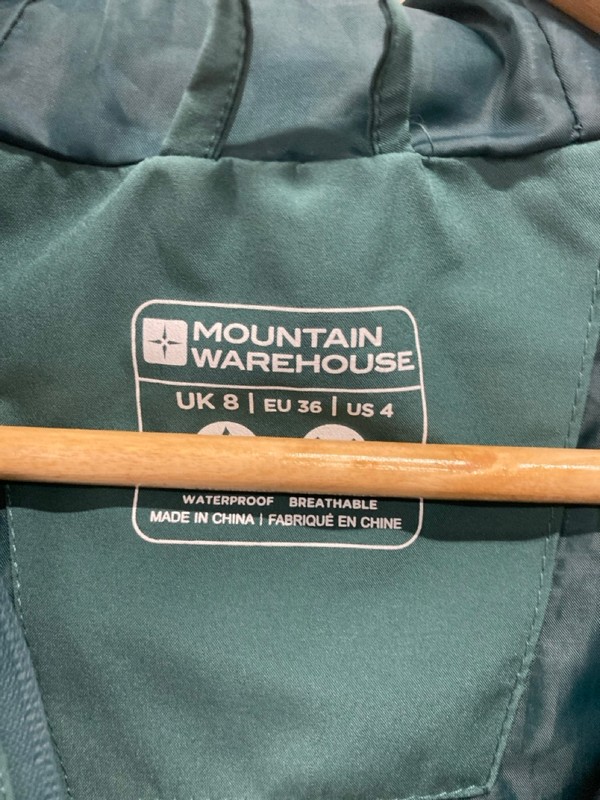 MOUNTAIN
WAREHOUSE
UK 8 | EU 36 | US 4
WATERPROOF BREATHABLE
MADE IN CHINA | FABRIQUÉ EN CHINE